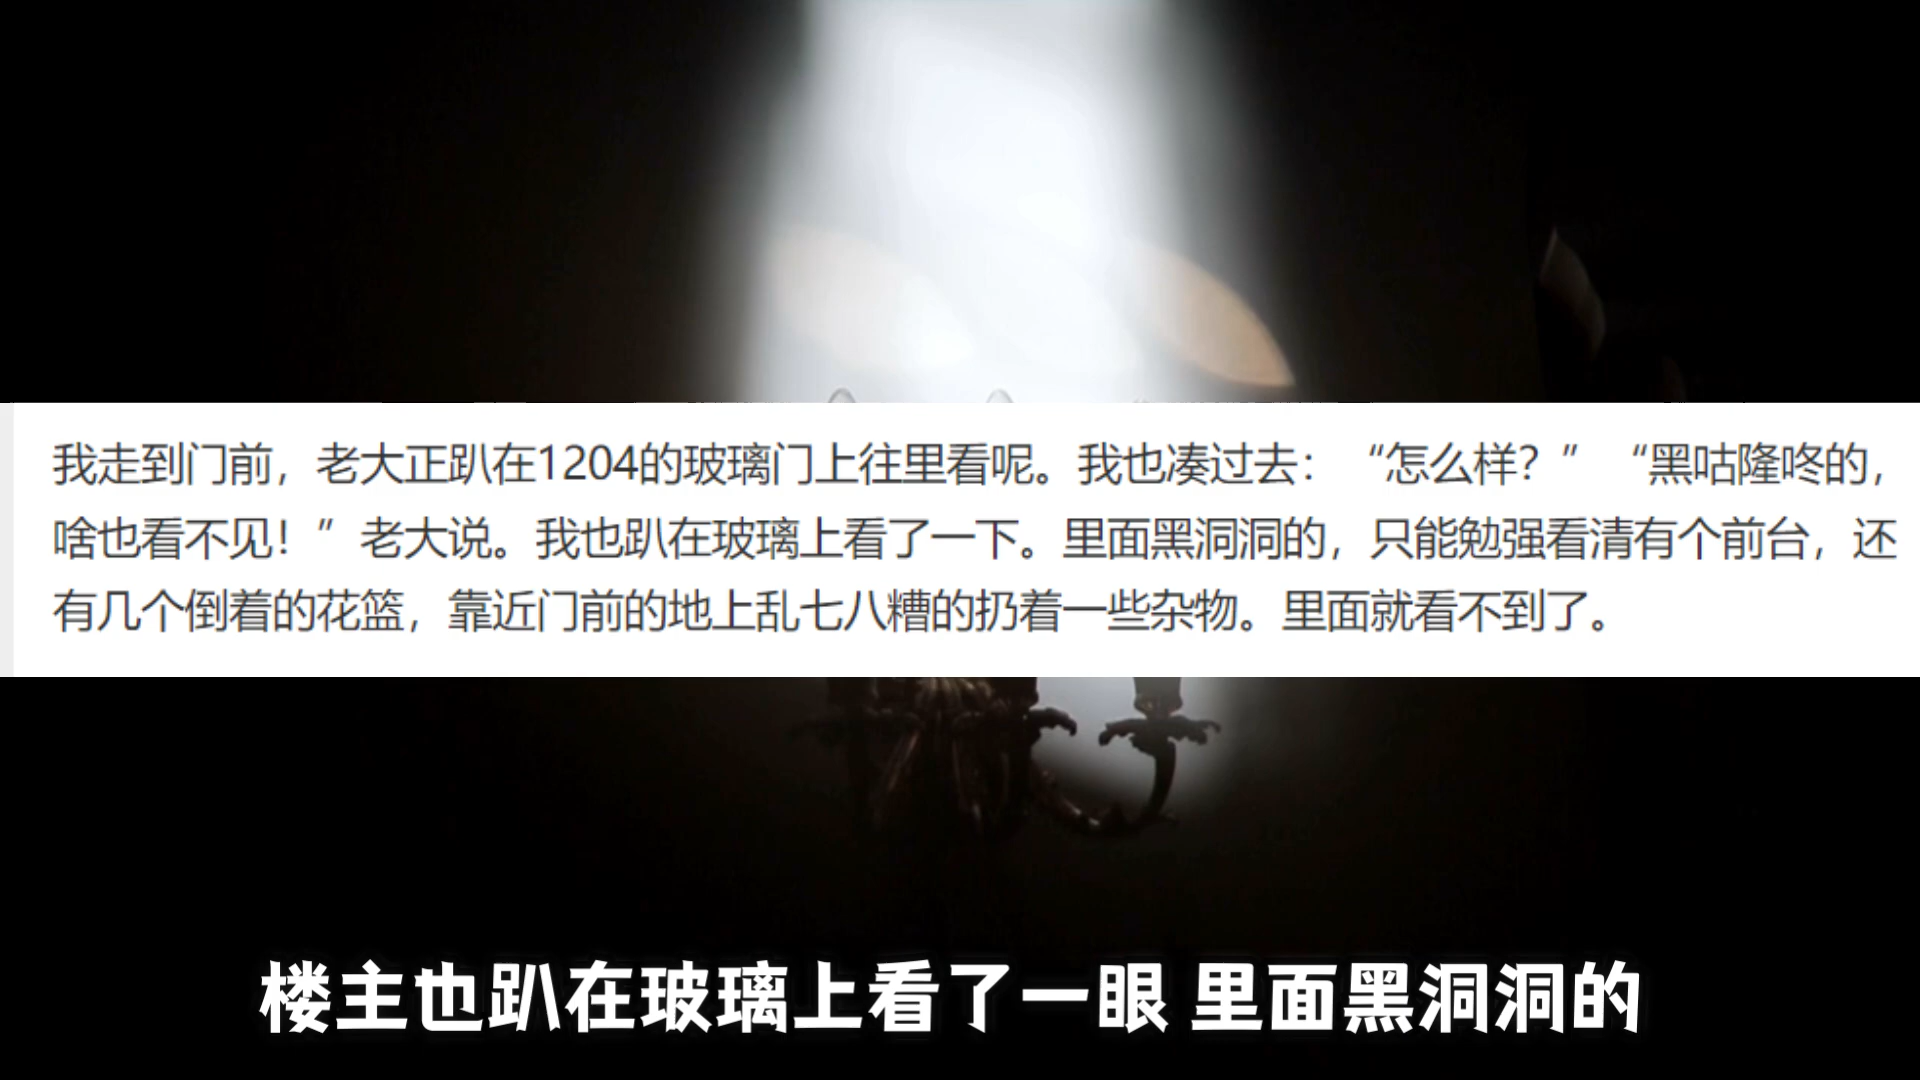 我走到门前，老大正趴在1204的玻璃门上往里看呢。我也凑过去：“怎么样？”“黑咕隆咚的，
啥也看不见！”老大说。我也趴在玻璃上看了一下。里面黑洞洞的，只能勉强看清有个前台，还
有几个倒着的花篮，靠近门前的地上乱七八糟的扔着一些杂物。里面就看不到了。
楼主也趴在玻璃上看了一眼 里面黑洞洞的